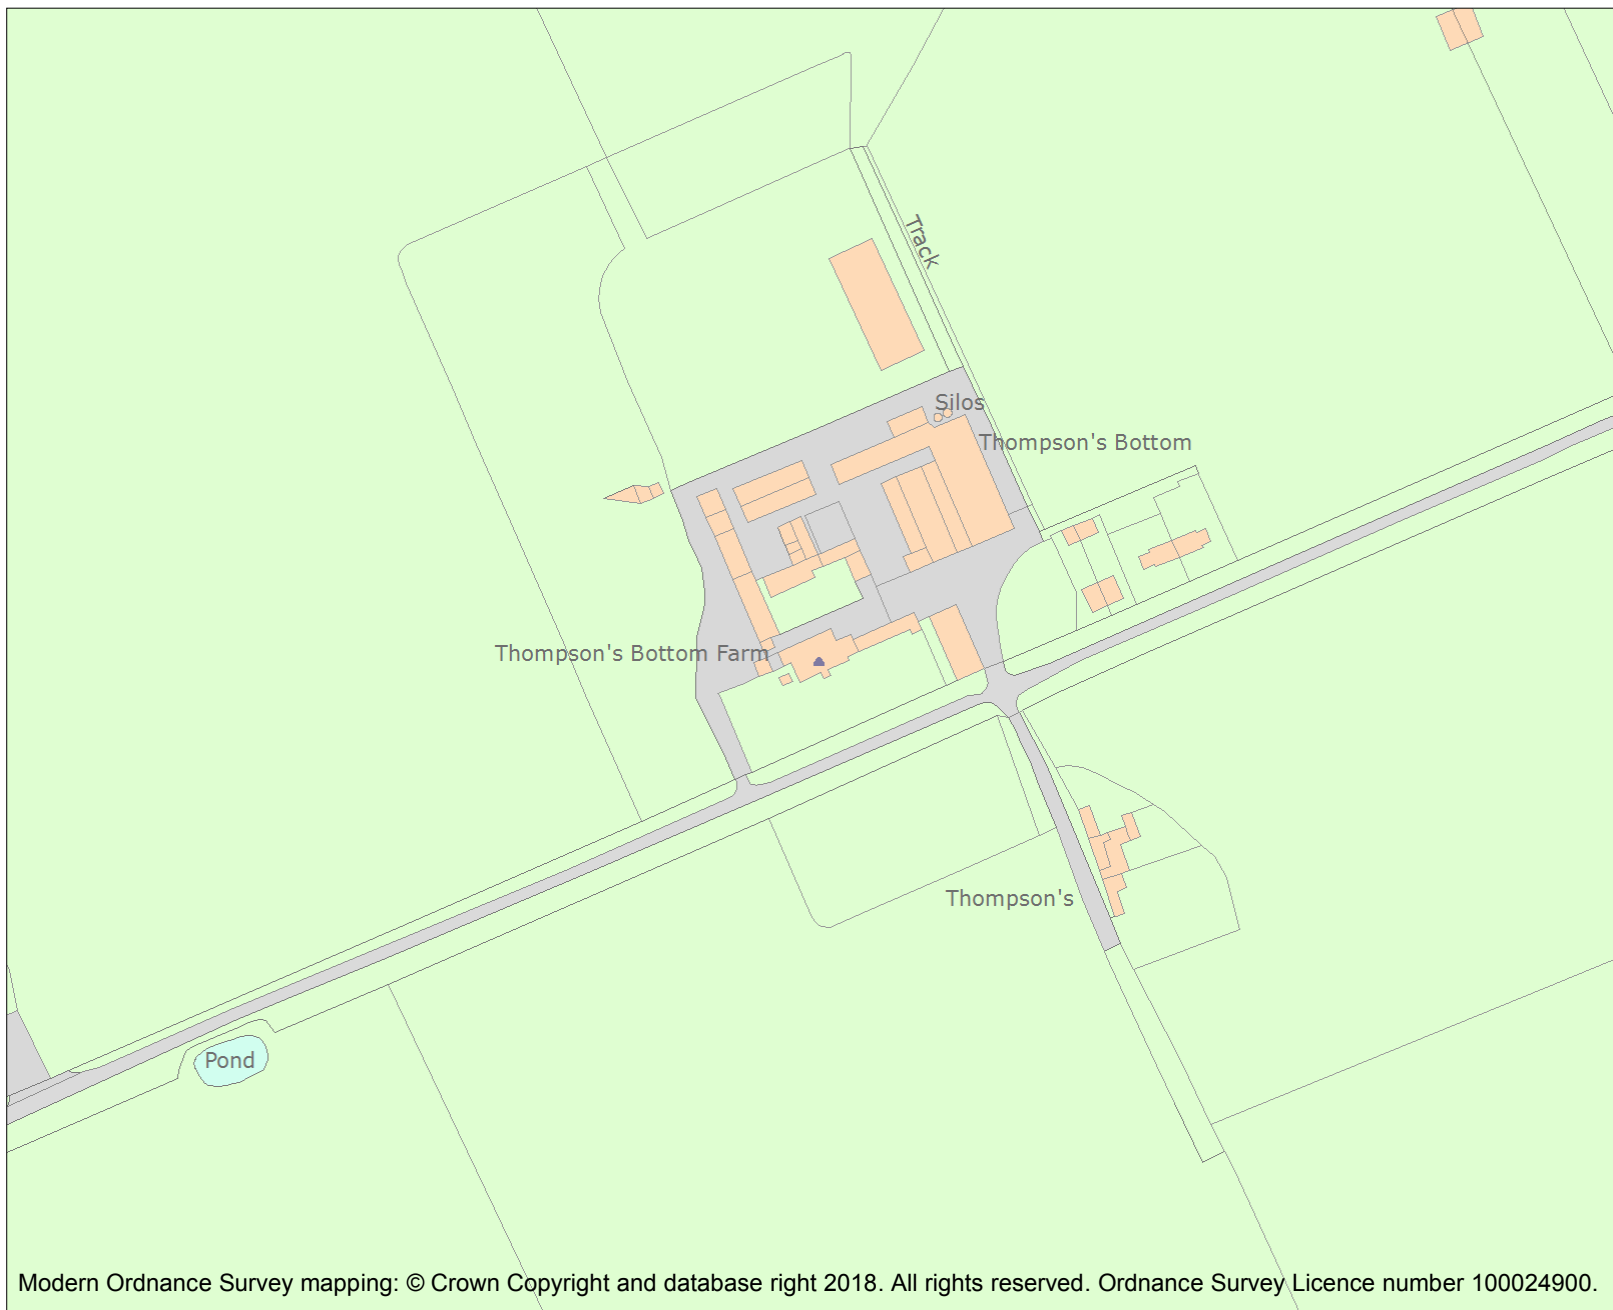 Track
Silos
Thompson's Bottom
Thompson's Bottom Farm
Thompson's
Pond
Modern Ordnance Survey mapping: © Crown Copyright and database right 2018. All rights reserved. Ordnance Survey Licence number 100024900.